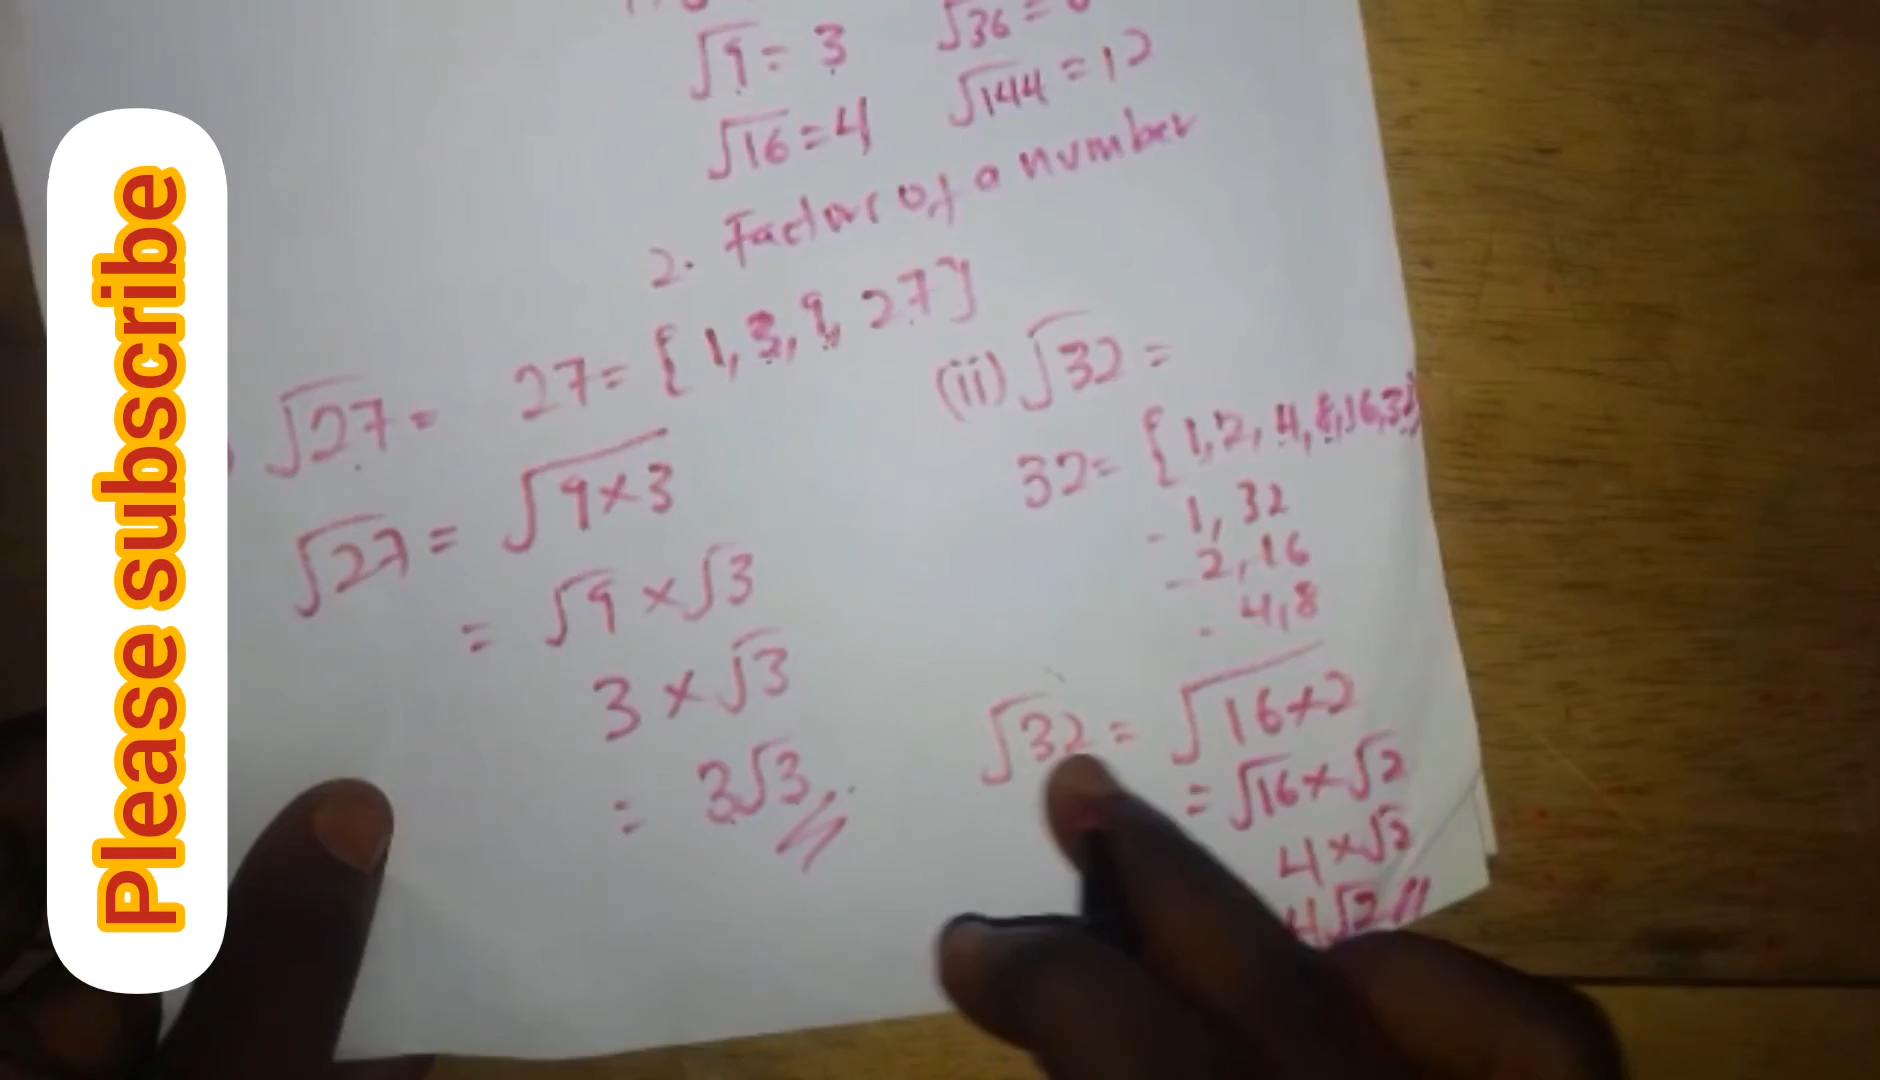 Please subscribe
√9 = 3
√36 =
√16 = 4
√144 = 12
2. Factor of a number
√27 =
27 = {1, 3, 9, 27}
√27 = √9×3
= √9 × √3
3 × √3
= 3√3
(ii) √32 =
32 = {1, 2, 4, 8, 16, 32}
- 1, 32
- 2, 16
- 4, 8
√32 = √16×2
= √16 × √2
4 × √2
4√2